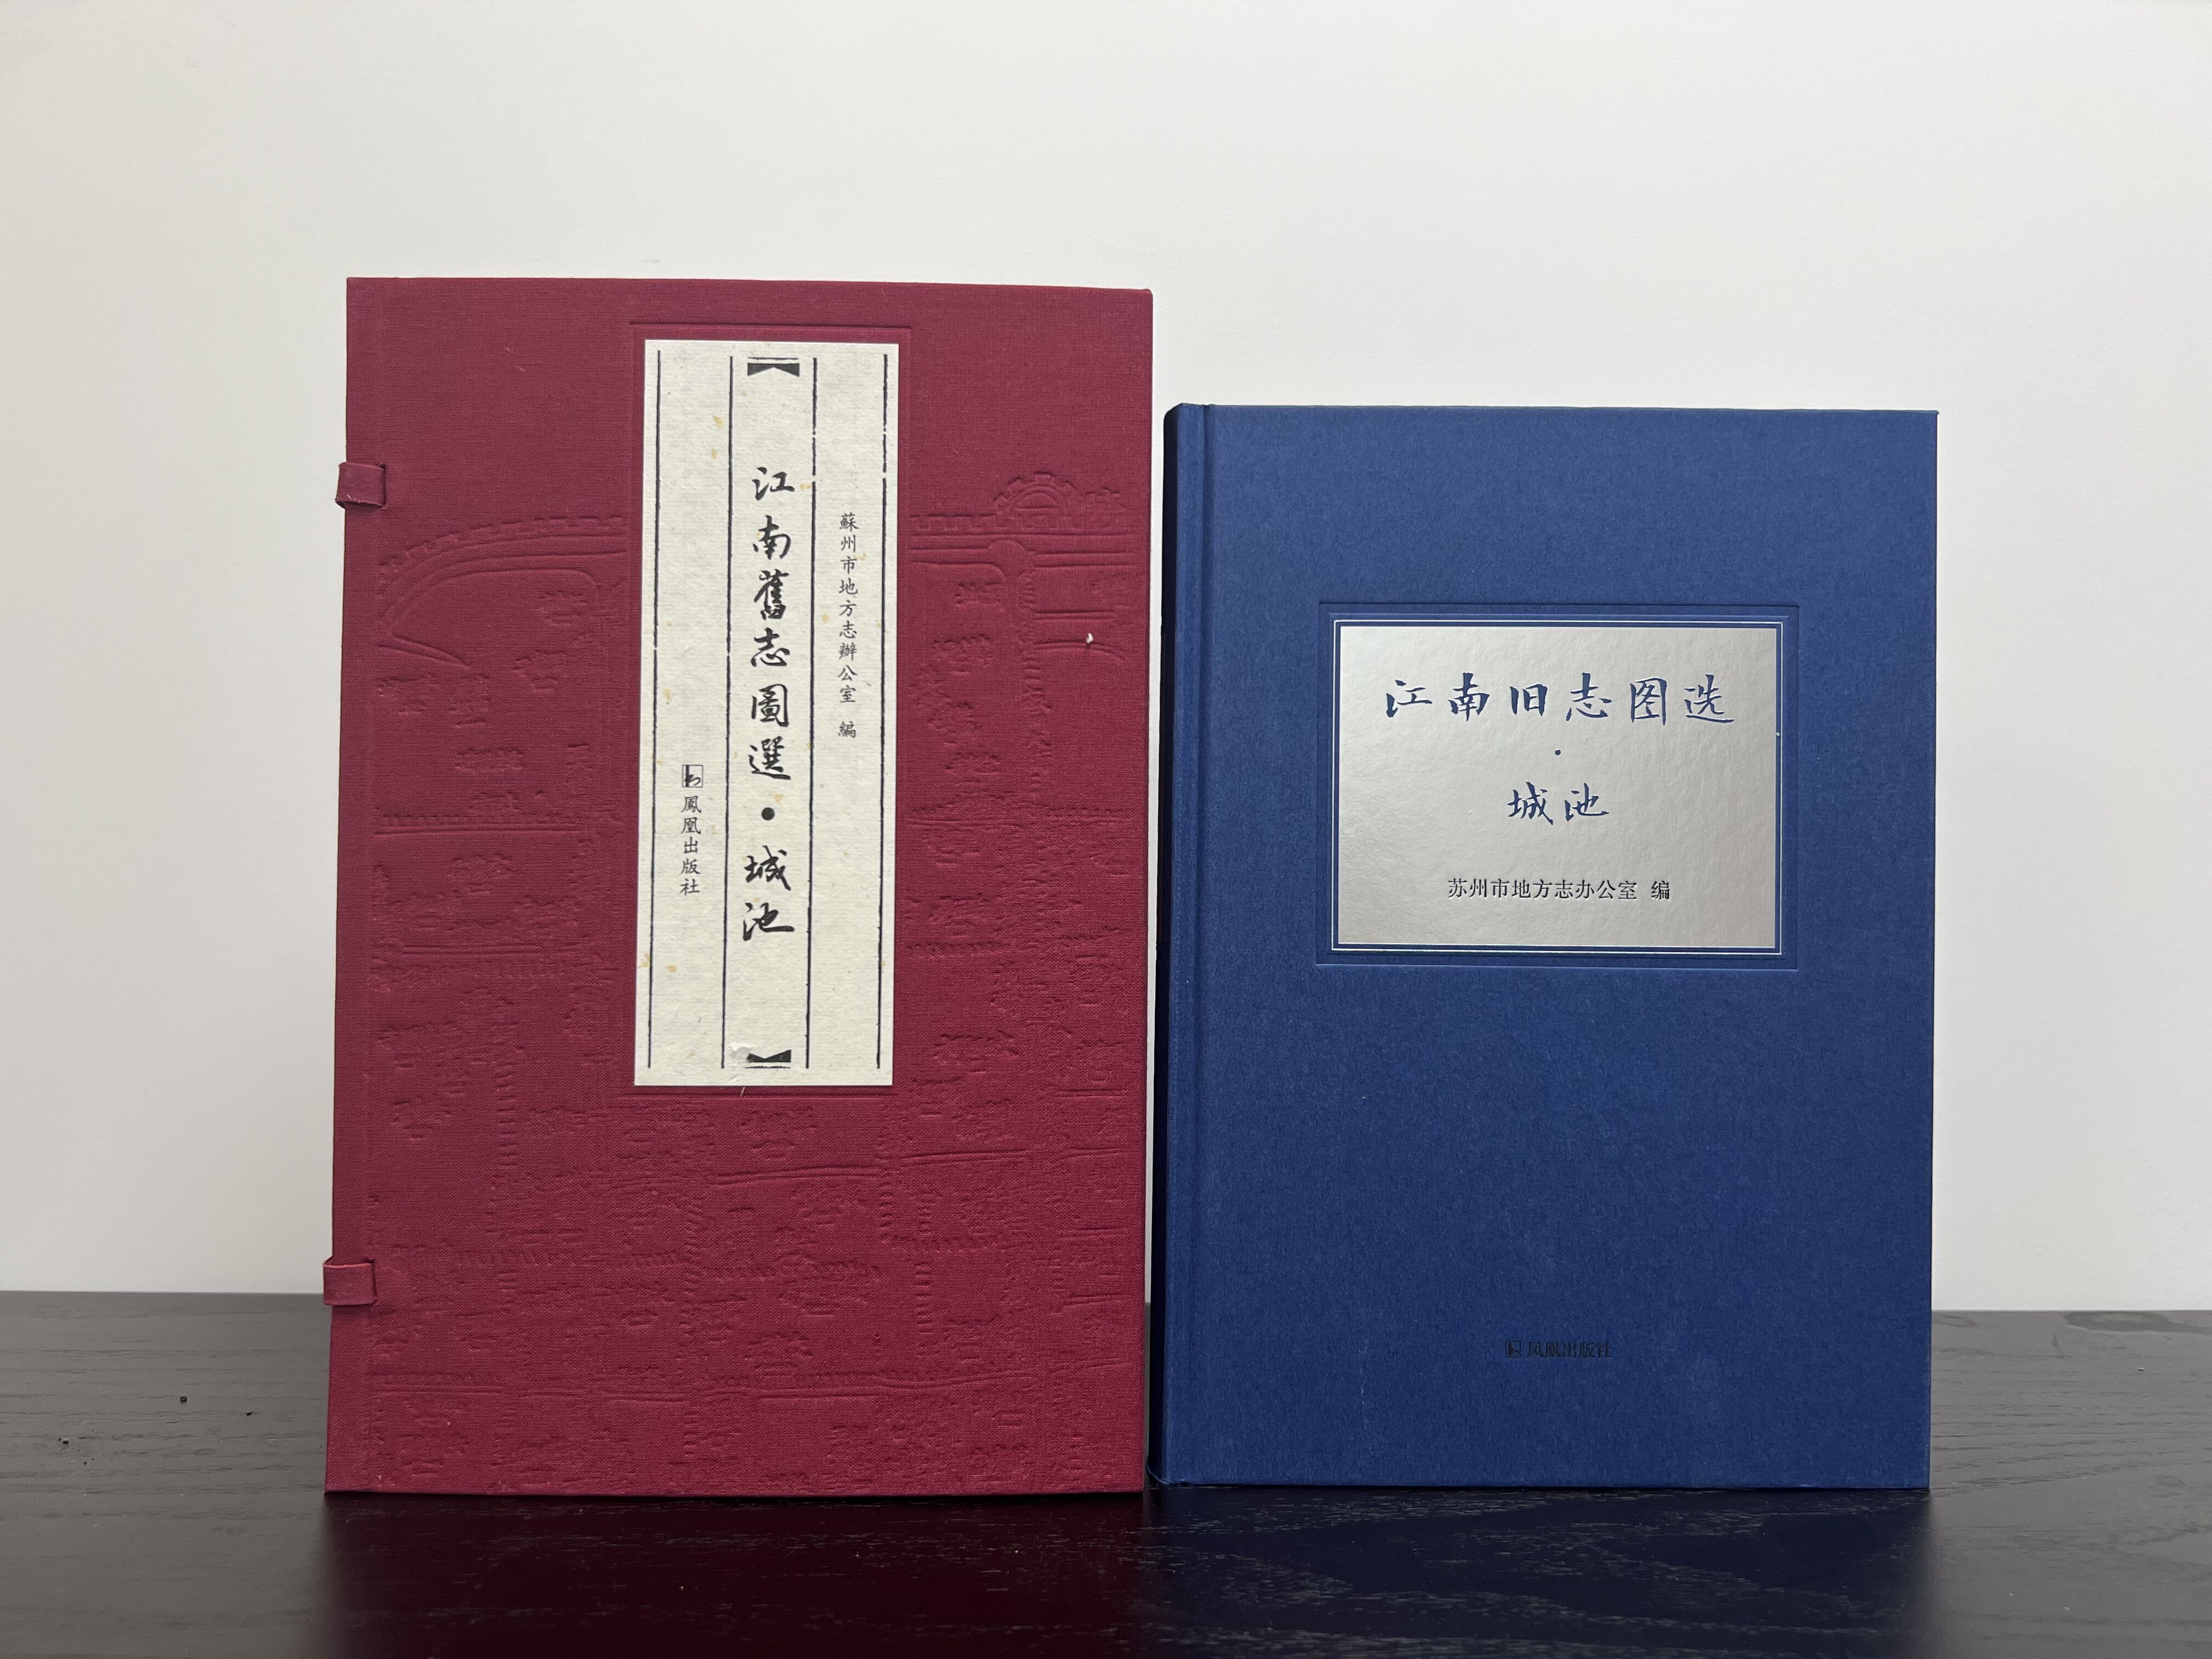 蘇州市地方志辦公室 編
江南舊志圖選·城池
鳳凰出版社
江南旧志图选
·
城池
苏州市地方志办公室 编
凤凰出版社